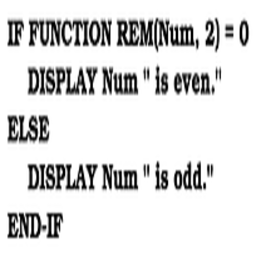 IF FUNCTION REM(Num, 2) = 0
DISPLAY Num " is even."
ELSE
DISPLAY Num " is odd."
END-IF